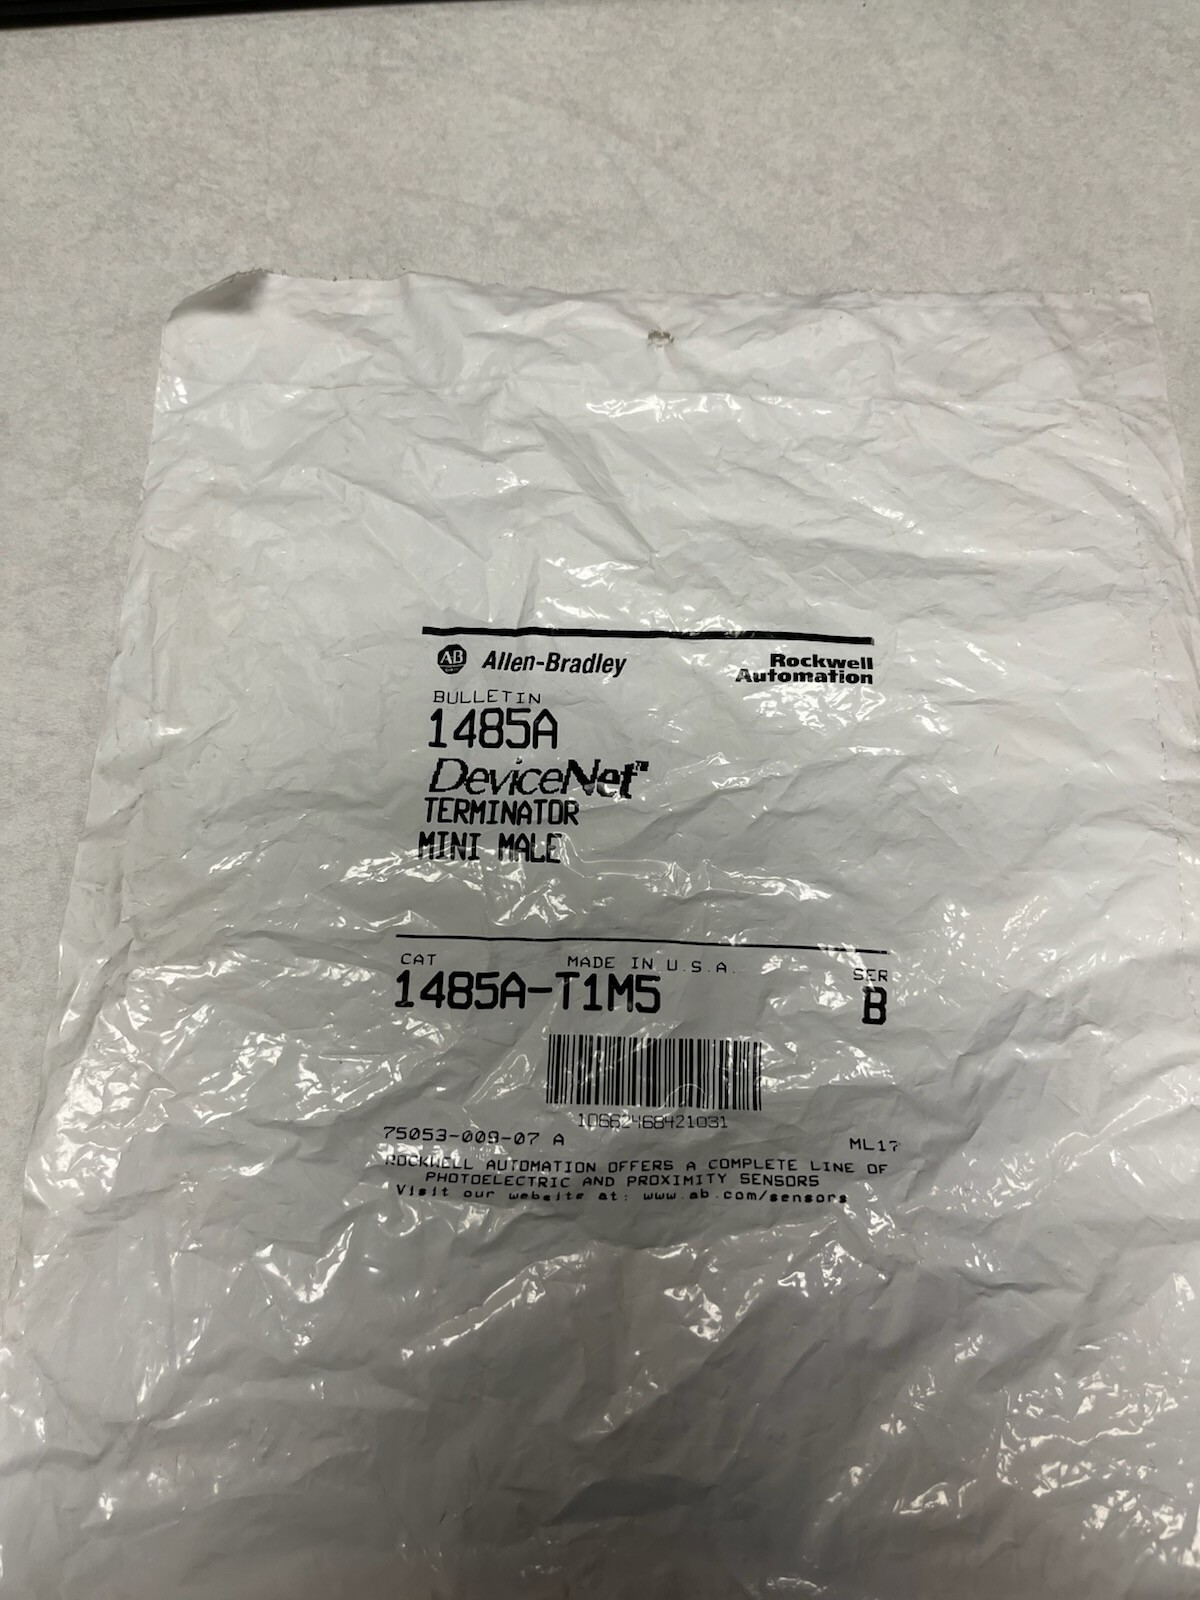 AB Allen-Bradley
Rockwell
Automation
BULLETIN
1485A
DeviceNet™
TERMINATOR
MINI MALE
CAT MADE IN U.S.A. SER
1485A-T1M5 B
10662468421031
75053-009-07 A ML17
ROCKWELL AUTOMATION OFFERS A COMPLETE LINE OF
PHOTOELECTRIC AND PROXIMITY SENSORS
Visit our website at: www.ab.com/sensors